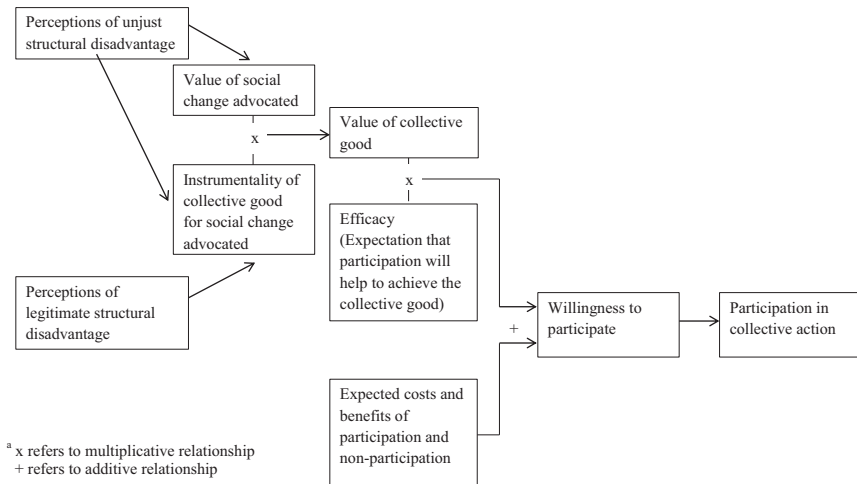 Perceptions of unjust
structural disadvantage
Value of social
change advocated
x
Value of collective
good
Instrumentality of
collective good
for social change
advocated
x
Efficacy
(Expectation that
participation will
help to achieve the
collective good)
Perceptions of
legitimate structural
disadvantage
Willingness to
participate
Participation in
collective action
+
Expected costs and
benefits of
participation and
non-participation
a x refers to multiplicative relationship
+ refers to additive relationship